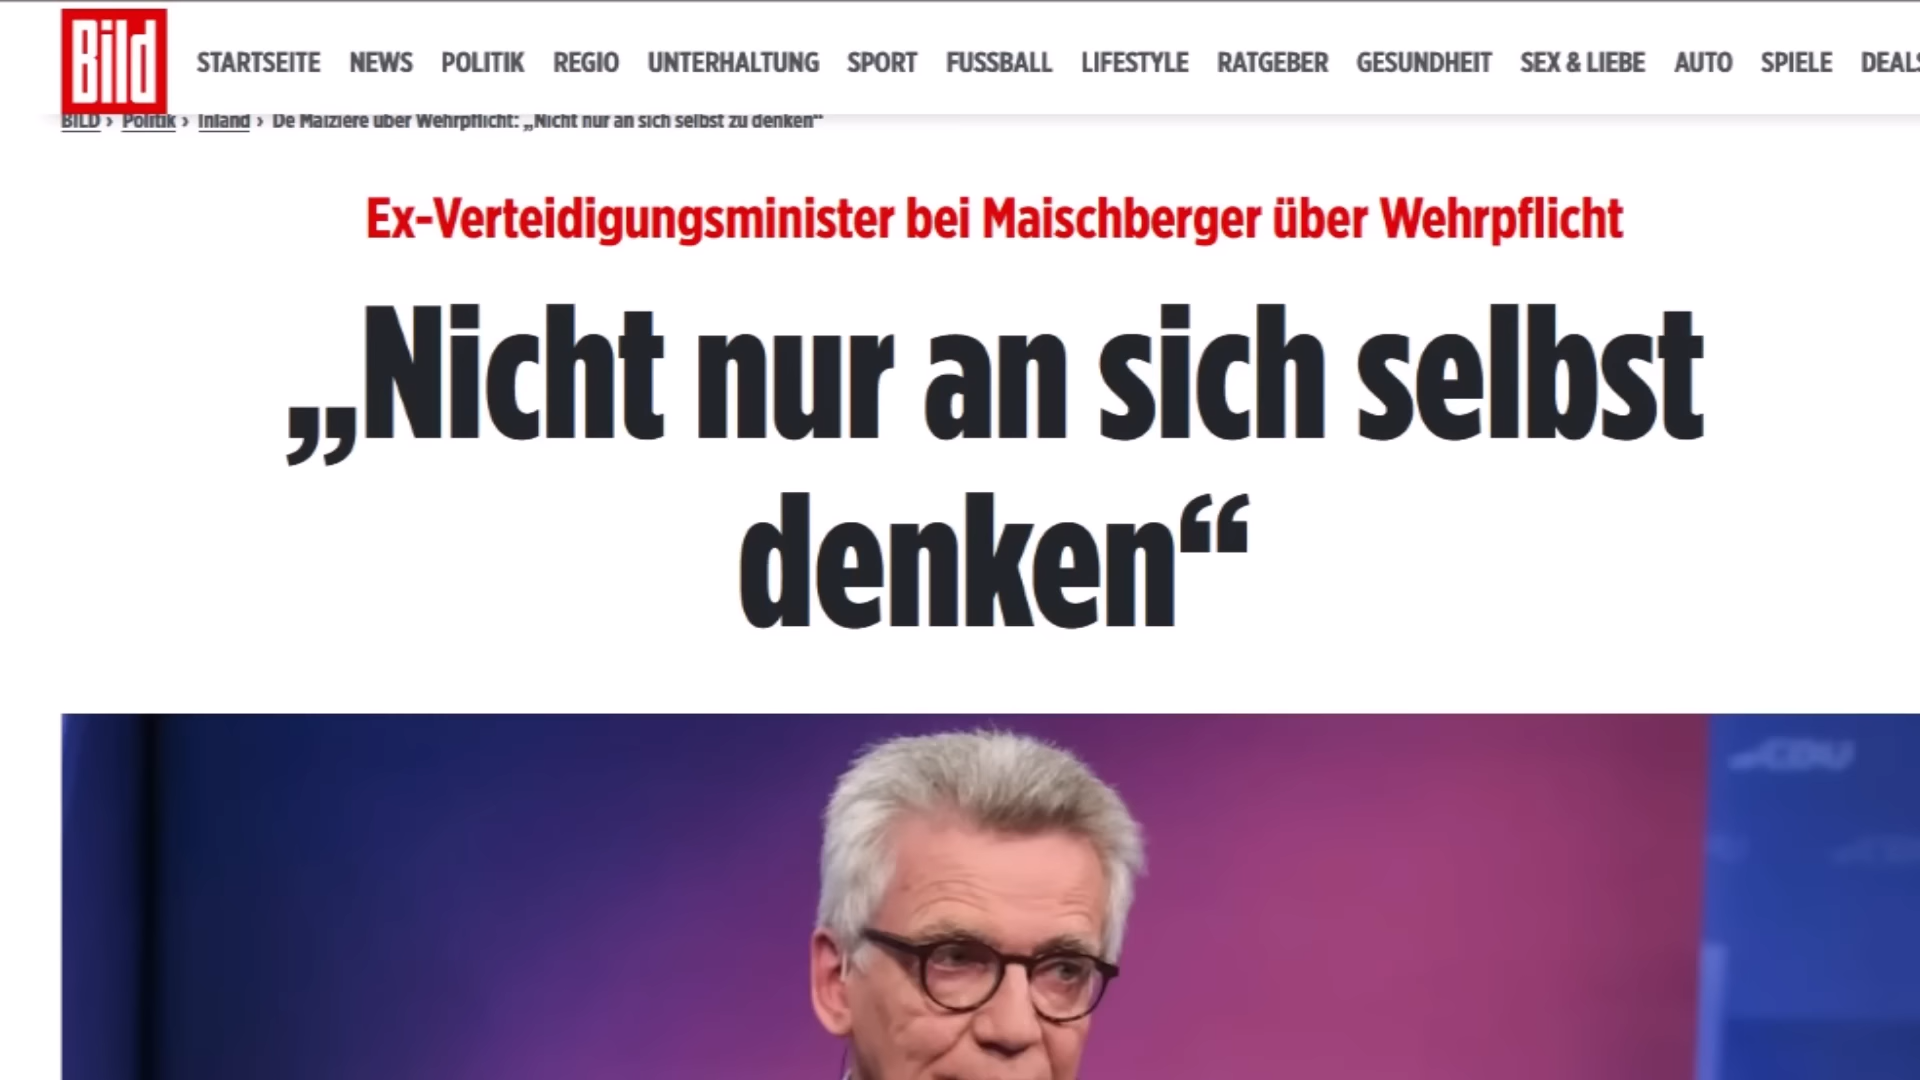 Bild
STARTSEITE NEWS POLITIK REGIO UNTERHALTUNG SPORT FUSSBALL LIFESTYLE RATGEBER GESUNDHEIT SEX & LIEBE AUTO SPIELE DEALS
BILD › Politik › Inland › De Maizière über Wehrpflicht: „Nicht nur an sich selbst zu denken“
Ex-Verteidigungsminister bei Maischberger über Wehrpflicht
„Nicht nur an sich selbst
denken“
CDU